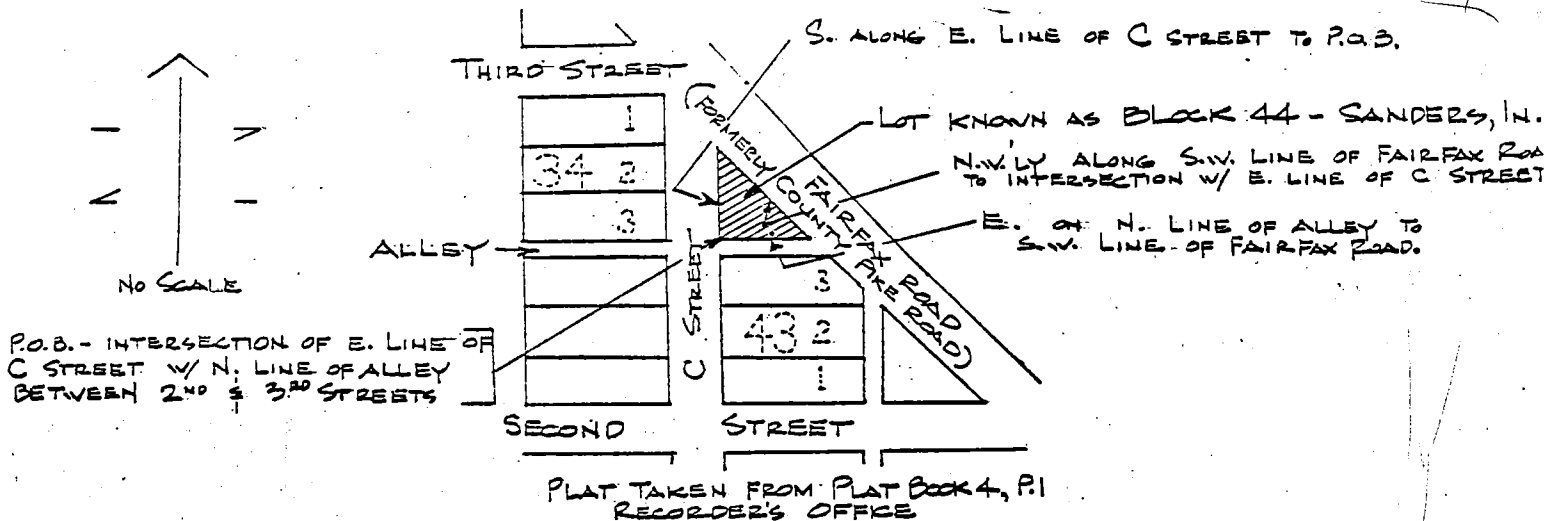 S. ALONG E. LINE OF C STREET TO P.O.B.
THIRD STREET
LOT KNOWN AS BLOCK 44 - SANDERS, IN.
N.W.'LY ALONG S.W. LINE OF FAIRFAX ROA
TO INTERSECTION W/ E. LINE OF C STREET
E. ON N. LINE OF ALLEY TO
S.W. LINE OF FAIRFAX ROAD.
FAIRFAX ROAD
(FORMERLY COUNTY PIKE ROAD)
1
34 2
3
ALLEY
NO SCALE
C STREET
3
43 2
1
P.O.B. - INTERSECTION OF E. LINE OF
C STREET W/ N. LINE OF ALLEY
BETWEEN 2ND & 3RD STREETS
SECOND STREET
PLAT TAKEN FROM PLAT BOOK 4, P.1
RECORDER'S OFFICE